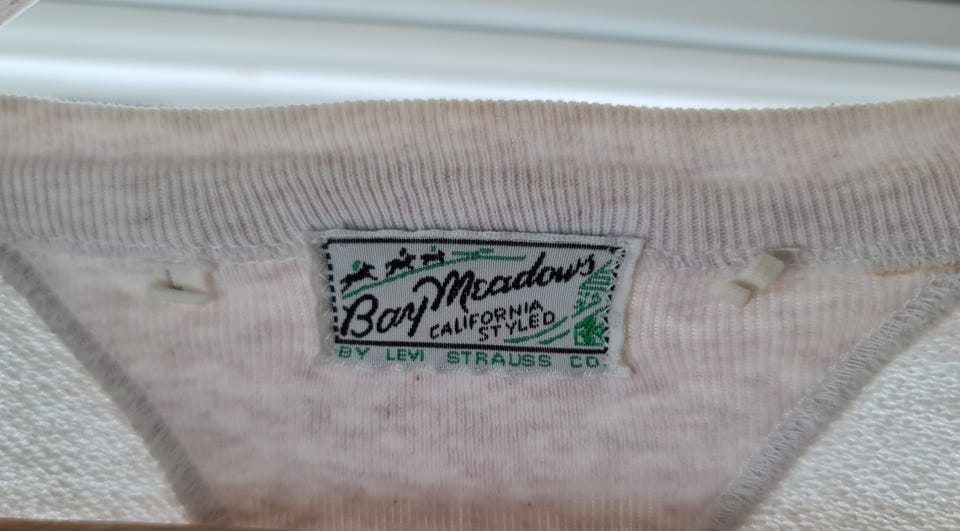 Bay Meadows
CALIFORNIA
STYLED
BY LEVI STRAUSS CO.